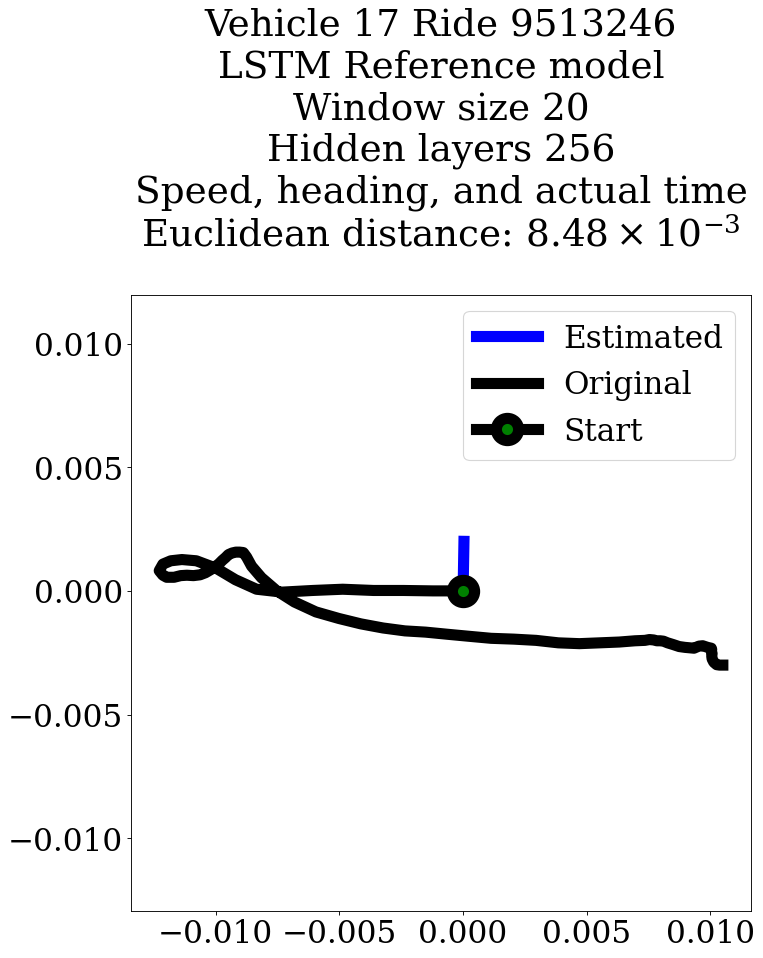 Vehicle 17 Ride 9513246
LSTM Reference model
Window size 20
Hidden layers 256
Speed, heading, and actual time
Euclidean distance: 8.48 × 10⁻³
Estimated
Original
Start
0.010
0.005
0.000
−0.005
−0.010
−0.010 −0.005 0.000 0.005 0.010